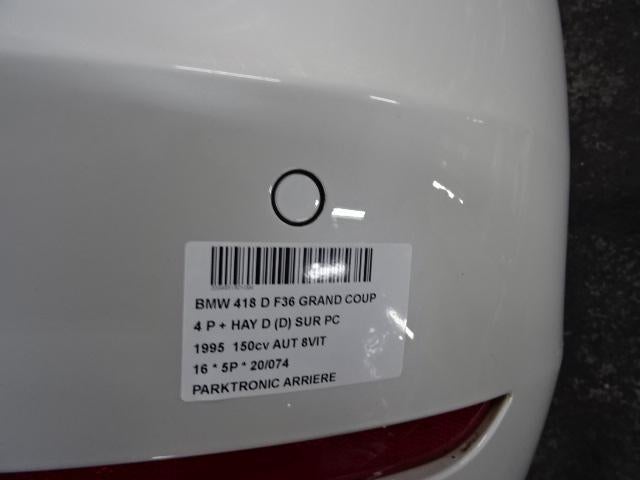 BMW 418 D F36 GRAND COUP
4 P + HAY D (D) SUR PC
1995 150cv AUT 8VIT
16 * 5P * 20/074
PARKTRONIC ARRIERE